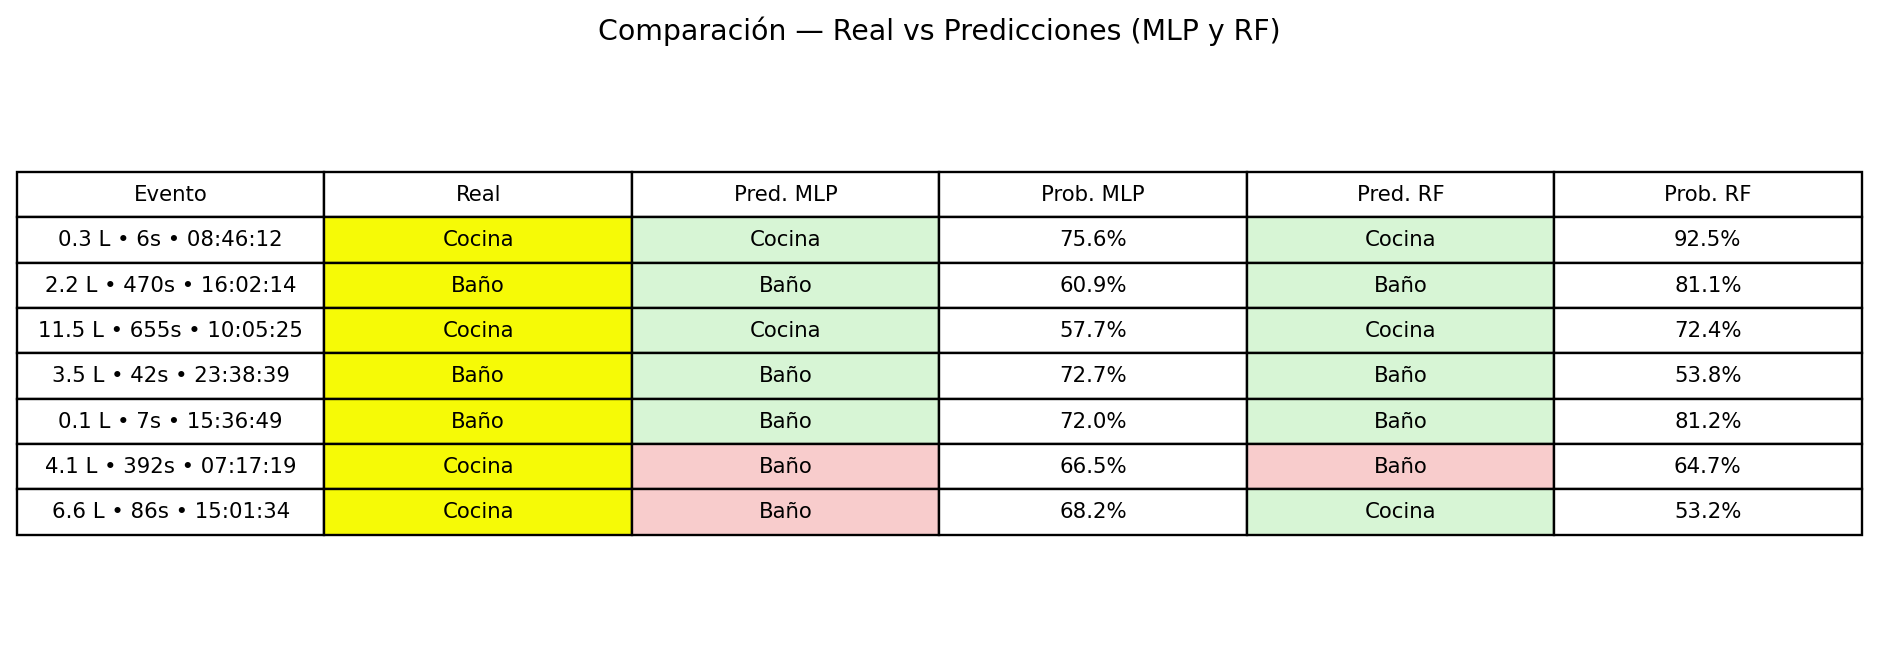 Comparación — Real vs Predicciones (MLP y RF)
Evento Real Pred. MLP Prob. MLP Pred. RF Prob. RF
0.3 L • 6s • 08:46:12 Cocina Cocina 75.6% Cocina 92.5%
2.2 L • 470s • 16:02:14 Baño Baño 60.9% Baño 81.1%
11.5 L • 655s • 10:05:25 Cocina Cocina 57.7% Cocina 72.4%
3.5 L • 42s • 23:38:39 Baño Baño 72.7% Baño 53.8%
0.1 L • 7s • 15:36:49 Baño Baño 72.0% Baño 81.2%
4.1 L • 392s • 07:17:19 Cocina Baño 66.5% Baño 64.7%
6.6 L • 86s • 15:01:34 Cocina Baño 68.2% Cocina 53.2%